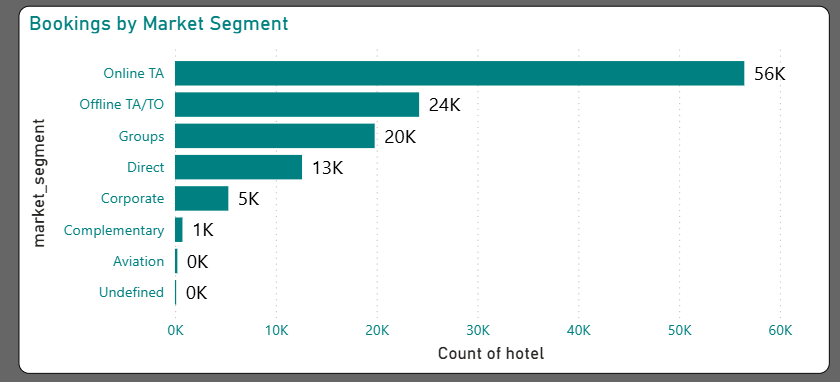 Bookings by Market Segment
market_segment
Online TA 56K
Offline TA/TO 24K
Groups 20K
Direct 13K
Corporate 5K
Complementary 1K
Aviation 0K
Undefined 0K
0K 10K 20K 30K 40K 50K 60K
Count of hotel